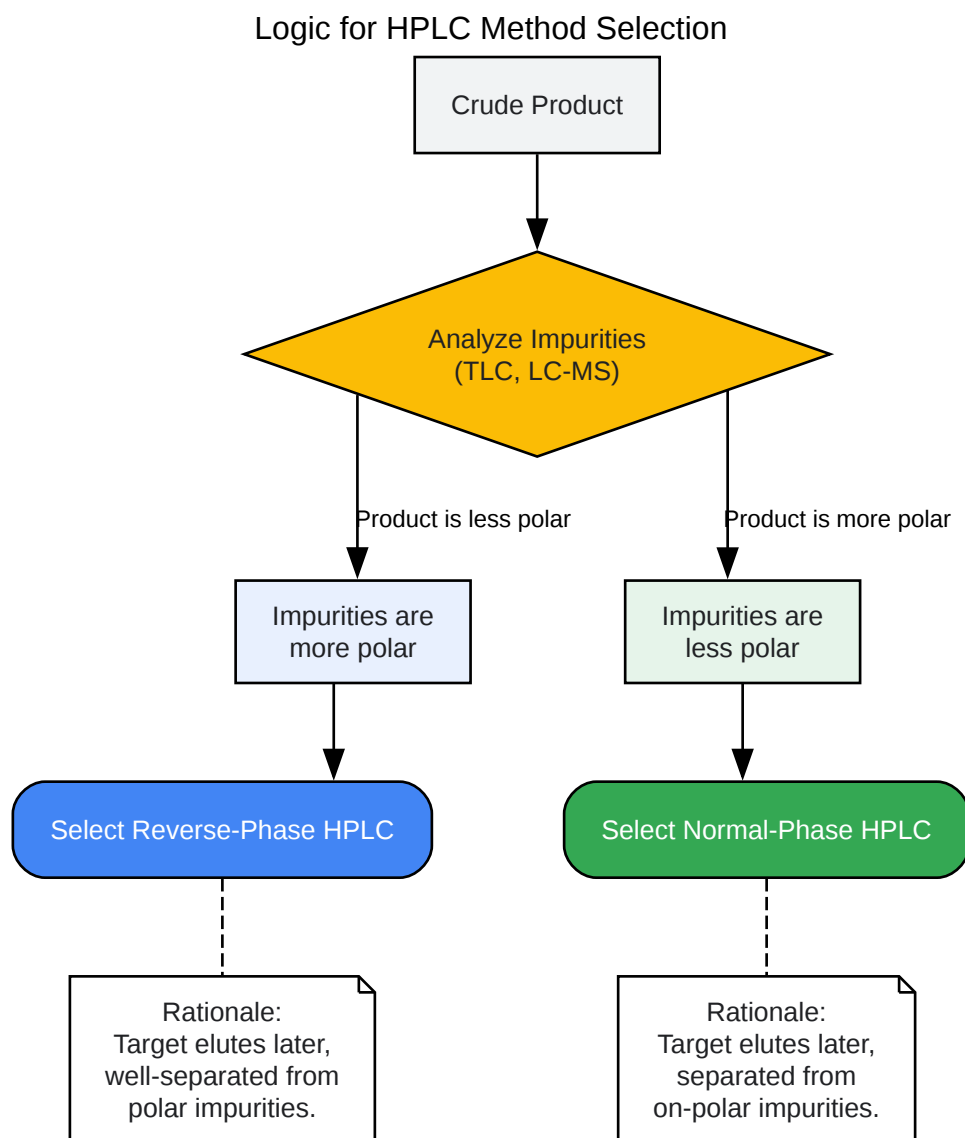 Logic for HPLC Method Selection
Crude Product
Analyze Impurities
(TLC, LC-MS)
Product is less polar
Product is more polar
Impurities are
more polar
Impurities are
less polar
Select Reverse-Phase HPLC
Select Normal-Phase HPLC
Rationale:
Target elutes later,
well-separated from
polar impurities.
Rationale:
Target elutes later,
separated from
on-polar impurities.